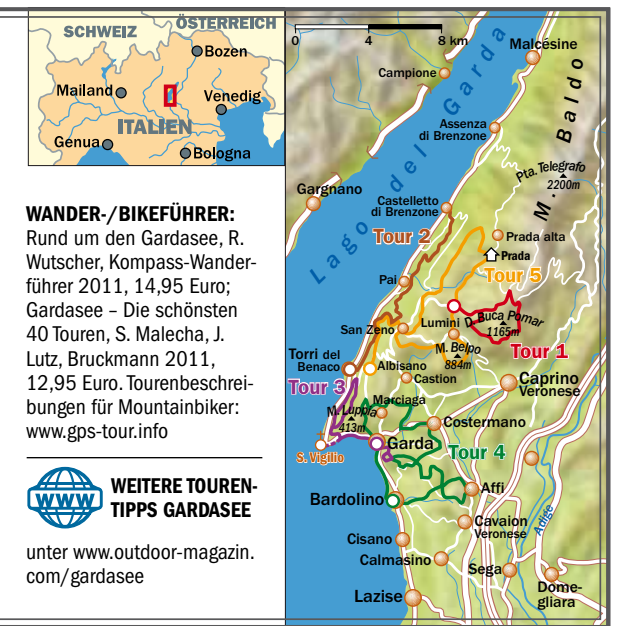 SCHWEIZ
ÖSTERREICH
Bozen
Mailand
Venedig
ITALIEN
Genua
Bologna
WANDER-/BIKEFÜHRER:
Rund um den Gardasee, R.
Wutscher, Kompass-Wander-
führer 2011, 14,95 Euro;
Gardasee – Die schönsten
40 Touren, S. Malecha, J.
Lutz, Bruckmann 2011,
12,95 Euro. Tourenbeschrei-
bungen für Mountainbiker:
www.gps-tour.info
WWW
WEITERE TOUREN-
TIPPS GARDASEE
unter www.outdoor-magazin.
com/gardasee
0 4 8 km
Malcésine
Campione
Lago del Garda
M. Baldo
Assenza
di Brenzone
Pta. Telegrafo
2200m
Gargnano
Castelletto
di Brenzone
Tour 2
Prada alta
Prada
Tour 5
Pai
D. Buca Pomar
1165m
San Zeno
Lumini
Tour 1
M. Belpo
884m
Torri del
Benaco
Albisano
Castion
Caprino
Veronese
Tour 3
Marciaga
M. Luppia
413m
Costermano
Garda
S. Vigilio
Tour 4
Affi
Bardolino
Cavaion
Veronese
Adige
Cisano
Calmasino
Sega
Dome-
gliara
Lazise